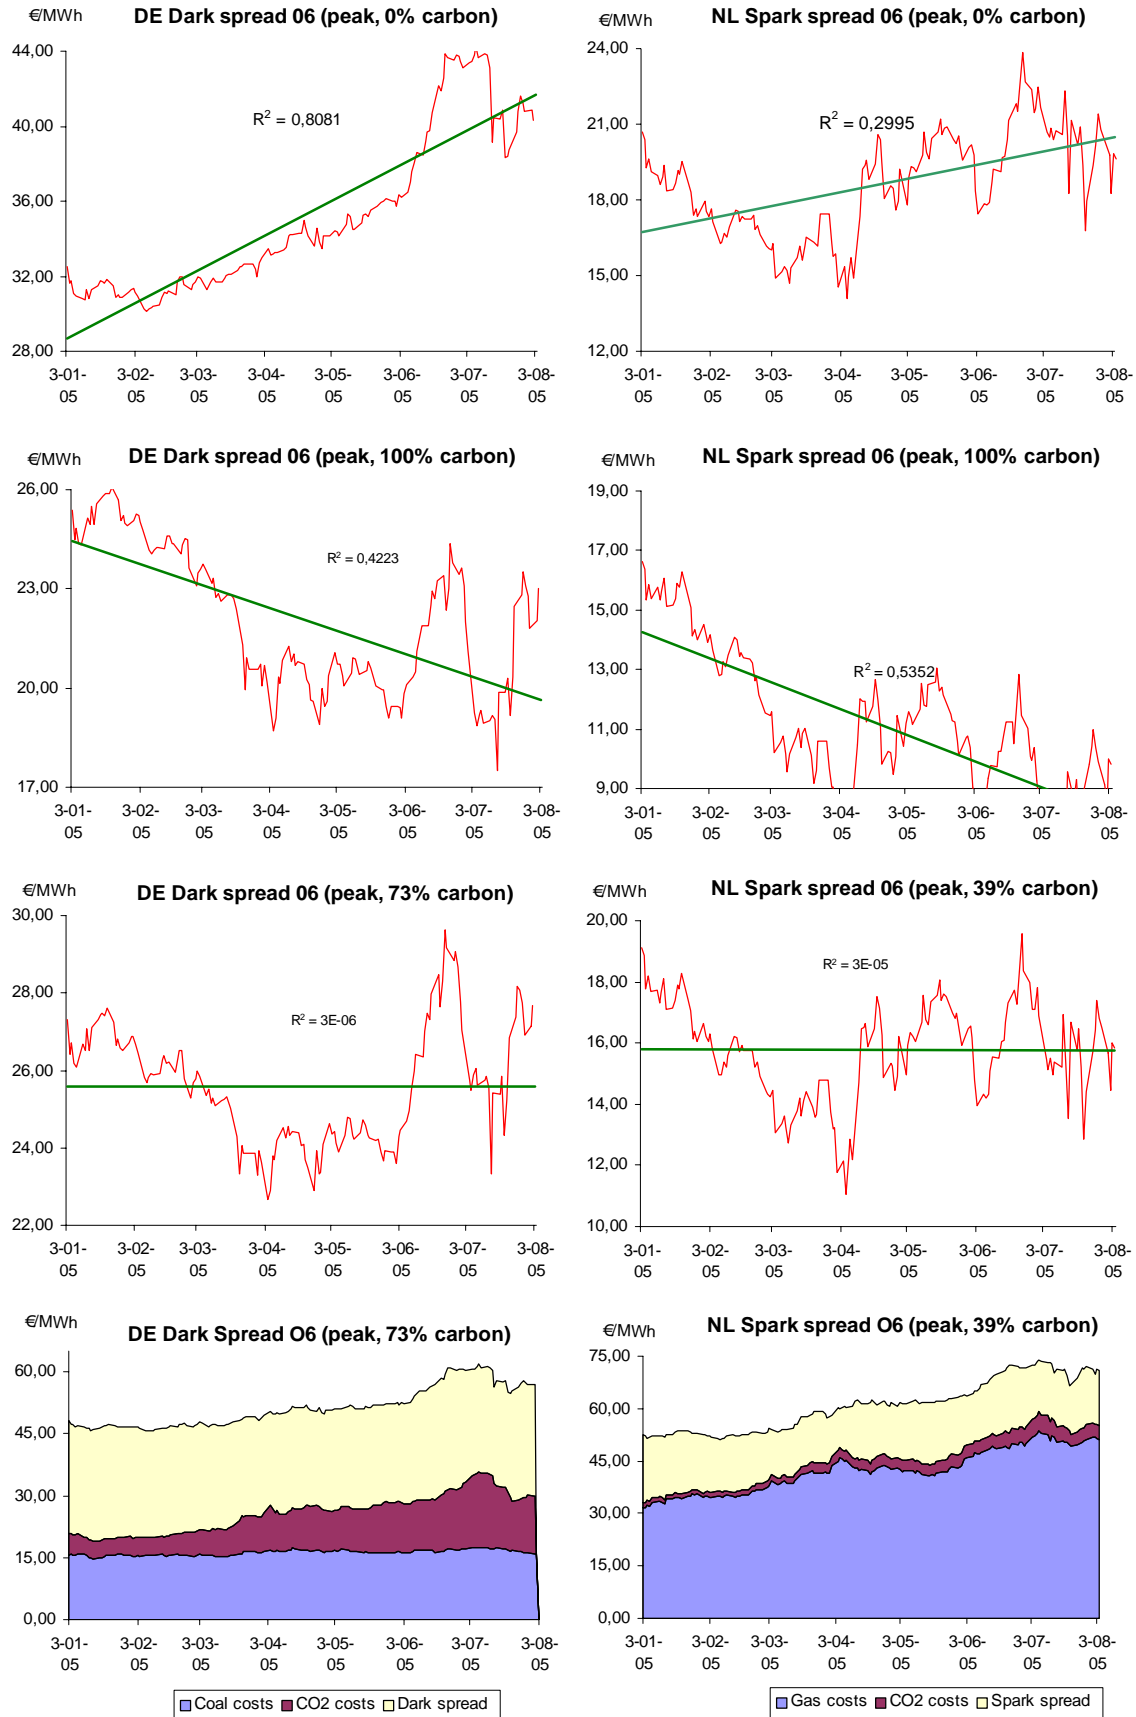 €/MWh
DE Dark spread 06 (peak, 0% carbon)
44,00
40,00
36,00
32,00
28,00
R² = 0,8081
3-01-05 3-02-05 3-03-05 3-04-05 3-05-05 3-06-05 3-07-05 3-08-05
€/MWh
NL Spark spread 06 (peak, 0% carbon)
24,00
21,00
18,00
15,00
12,00
R² = 0,2995
3-01-05 3-02-05 3-03-05 3-04-05 3-05-05 3-06-05 3-07-05 3-08-05
€/MWh
DE Dark spread 06 (peak, 100% carbon)
26,00
23,00
20,00
17,00
R² = 0,4223
3-01-05 3-02-05 3-03-05 3-04-05 3-05-05 3-06-05 3-07-05 3-08-05
€/MWh
NL Spark spread 06 (peak, 100% carbon)
19,00
17,00
15,00
13,00
11,00
9,00
R² = 0,5352
3-01-05 3-02-05 3-03-05 3-04-05 3-05-05 3-06-05 3-07-05 3-08-05
€/MWh
DE Dark spread 06 (peak, 73% carbon)
30,00
28,00
26,00
24,00
22,00
R² = 3E-06
3-01-05 3-02-05 3-03-05 3-04-05 3-05-05 3-06-05 3-07-05 3-08-05
€/MWh
NL Spark spread 06 (peak, 39% carbon)
20,00
18,00
16,00
14,00
12,00
10,00
R² = 3E-05
3-01-05 3-02-05 3-03-05 3-04-05 3-05-05 3-06-05 3-07-05 3-08-05
€/MWh
DE Dark Spread O6 (peak, 73% carbon)
60,00
45,00
30,00
15,00
0,00
3-01-05 3-02-05 3-03-05 3-04-05 3-05-05 3-06-05 3-07-05 3-08-05
Coal costs CO2 costs Dark spread
€/MWh
NL Spark spread O6 (peak, 39% carbon)
75,00
60,00
45,00
30,00
15,00
0,00
3-01-05 3-02-05 3-03-05 3-04-05 3-05-05 3-06-05 3-07-05 3-08-05
Gas costs CO2 costs Spark spread